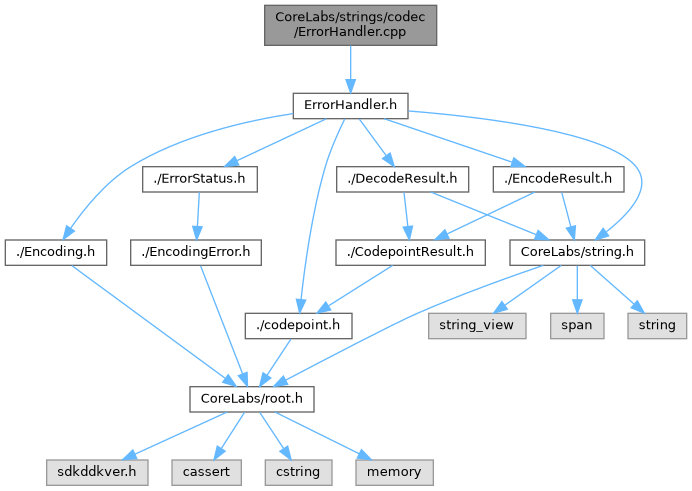 CoreLabs/strings/codec
/ErrorHandler.cpp
ErrorHandler.h
./ErrorStatus.h
./DecodeResult.h
./EncodeResult.h
./Encoding.h
./EncodingError.h
./CodepointResult.h
CoreLabs/string.h
./codepoint.h
string_view
span
string
CoreLabs/root.h
sdkddkver.h
cassert
cstring
memory